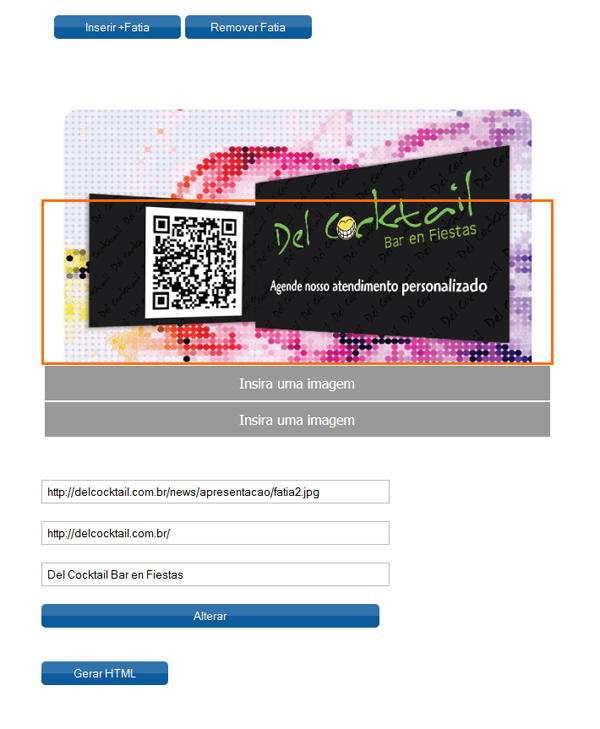 Inserir +Fatia
Remover Fatia
Del Cocktail
Bar en Fiestas
Agende nosso atendimento personalizado
Insira uma imagem
Insira uma imagem
http://delcocktail.com.br/news/apresentacao/fatia2.jpg
http://delcocktail.com.br/
Del Cocktail Bar en Fiestas
Alterar
Gerar HTML